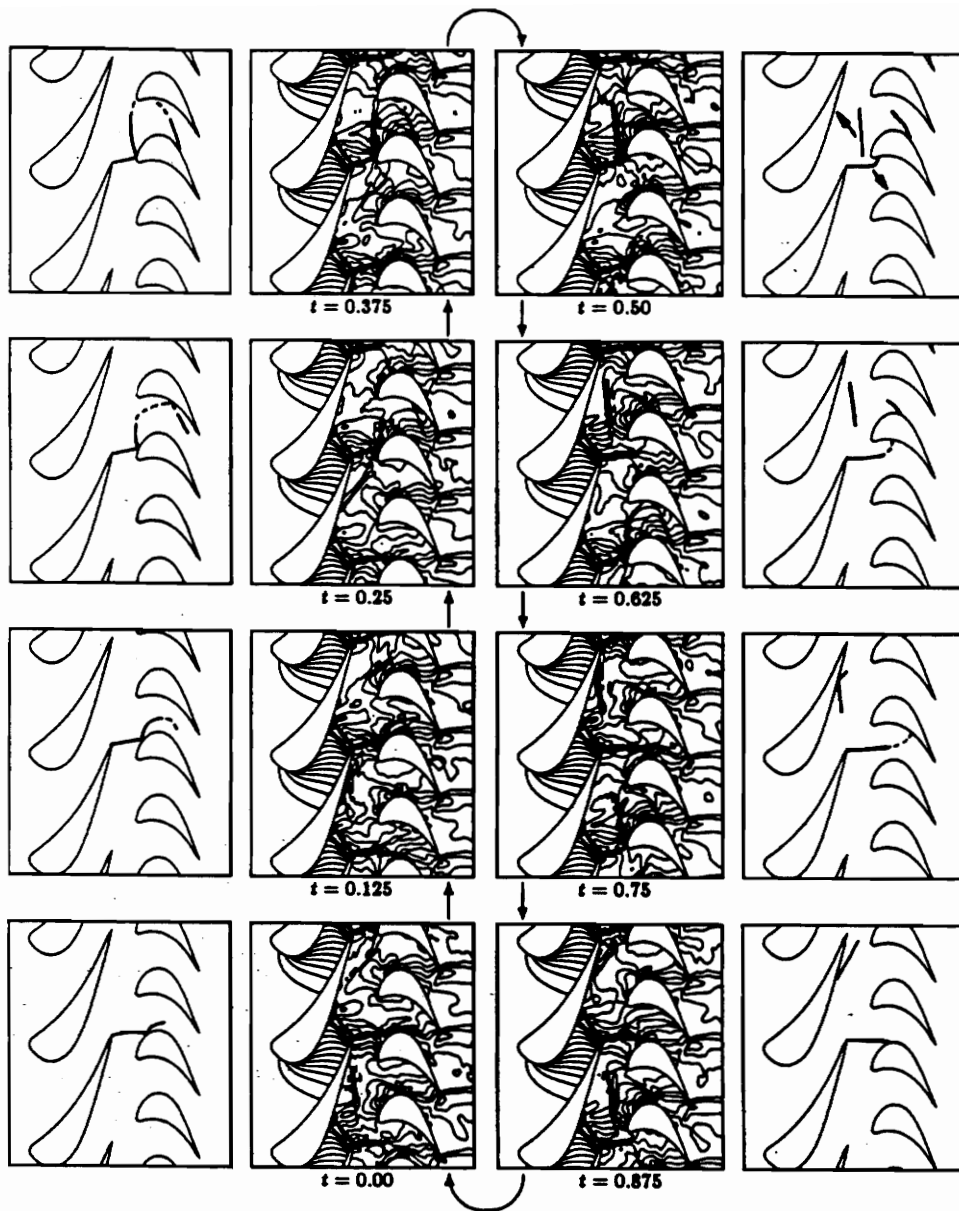 t = 0.375
t = 0.50
t = 0.25
t = 0.625
t = 0.125
t = 0.75
t = 0.00
t = 0.875